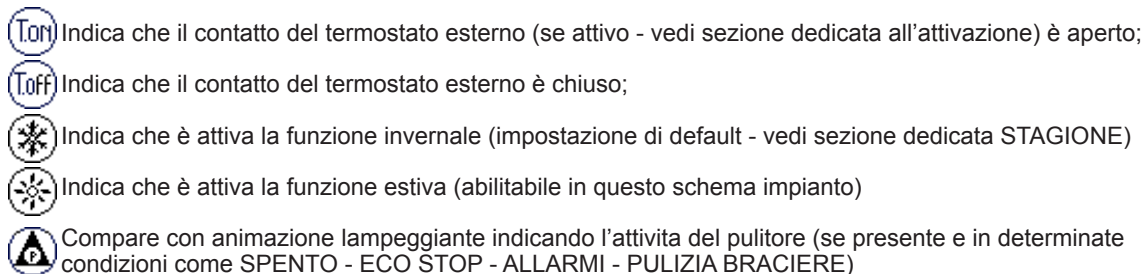 T.on Indica che il contatto del termostato esterno (se attivo - vedi sezione dedicata all'attivazione) è aperto;
T.off Indica che il contatto del termostato esterno è chiuso;
Indica che è attiva la funzione invernale (impostazione di default - vedi sezione dedicata STAGIONE)
Indica che è attiva la funzione estiva (abilitabile in questo schema impianto)
P Compare con animazione lampeggiante indicando l'attivita del pulitore (se presente e in determinate
condizioni come SPENTO - ECO STOP - ALLARMI - PULIZIA BRACIERE)